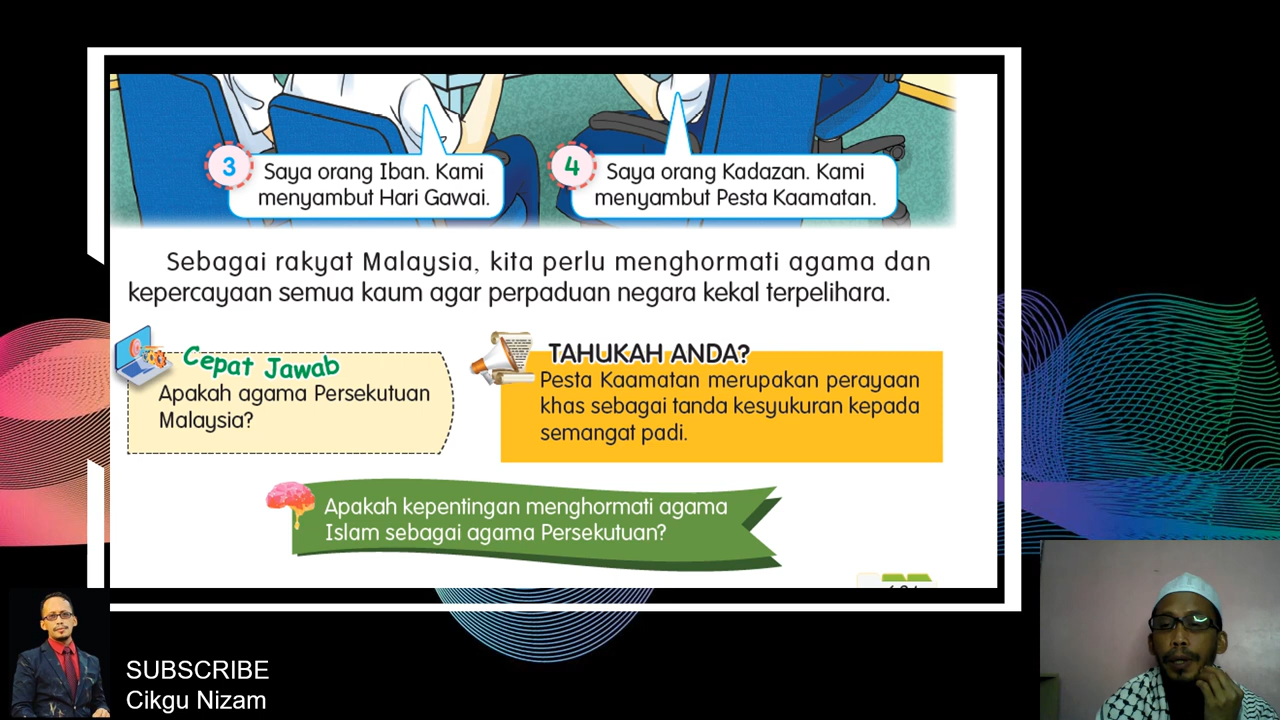 3
Saya orang Iban. Kami
menyambut Hari Gawai.
4
Saya orang Kadazan. Kami
menyambut Pesta Kaamatan.
Sebagai rakyat Malaysia, kita perlu menghormati agama dan
kepercayaan semua kaum agar perpaduan negara kekal terpelihara.
Cepat Jawab
Apakah agama Persekutuan
Malaysia?
TAHUKAH ANDA?
Pesta Kaamatan merupakan perayaan
khas sebagai tanda kesyukuran kepada
semangat padi.
Apakah kepentingan menghormati agama
Islam sebagai agama Persekutuan?
SUBSCRIBE
Cikgu Nizam